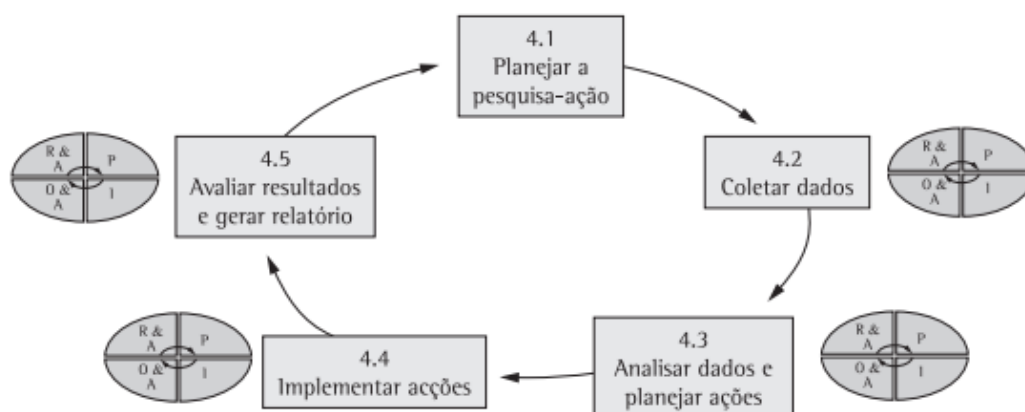 4.1
Planejar a
pesquisa-ação
4.2
Coletar dados
R &
A
P
O &
A
I
4.3
Analisar dados e
planejar ações
R &
A
P
O &
A
I
4.4
Implementar acções
R &
A
P
O &
A
I
4.5
Avaliar resultados
e gerar relatório
R &
A
P
O &
A
I